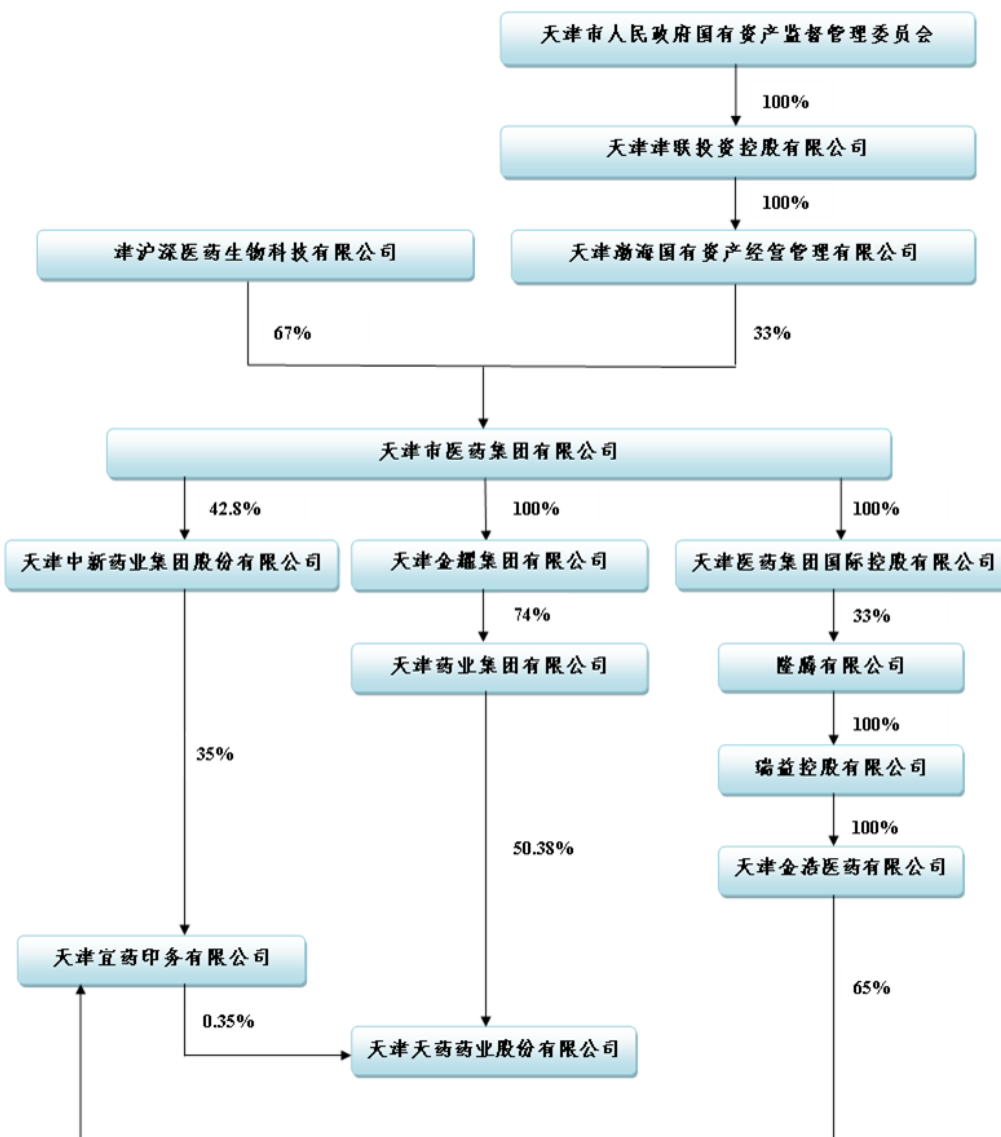 天津市人民政府国有资产监督管理委员会
100%
天津津联投资控股有限公司
100%
津沪深医药生物科技有限公司
天津渤海国有资产经营管理有限公司
67%
33%
天津市医药集团有限公司
42.8%
100%
100%
天津中新药业集团股份有限公司
天津金耀集团有限公司
天津医药集团国际控股有限公司
74%
33%
天津药业集团有限公司
隆腾有限公司
100%
35%
瑞益控股有限公司
50.38%
100%
天津金浩医药有限公司
天津宜药印务有限公司
65%
0.35%
天津天药药业股份有限公司